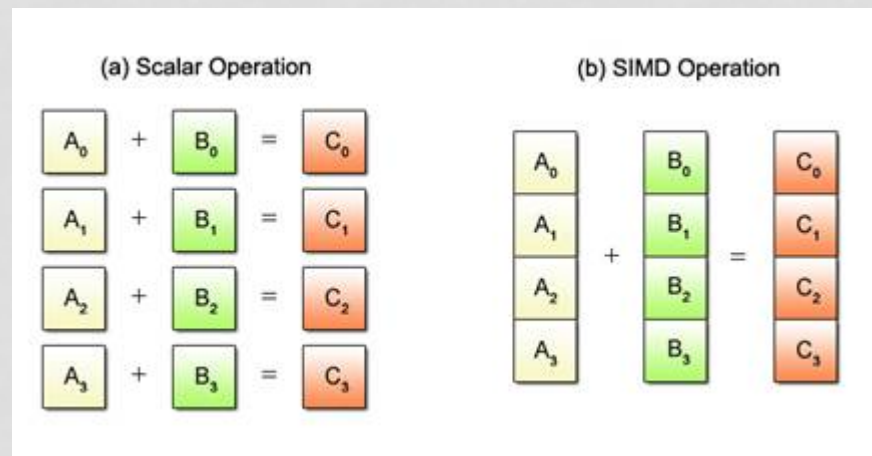 (a) Scalar Operation
A₀ + B₀ = C₀
A₁ + B₁ = C₁
A₂ + B₂ = C₂
A₃ + B₃ = C₃
(b) SIMD Operation
A₀ B₀ C₀
A₁ B₁ C₁
+ =
A₂ B₂ C₂
A₃ B₃ C₃